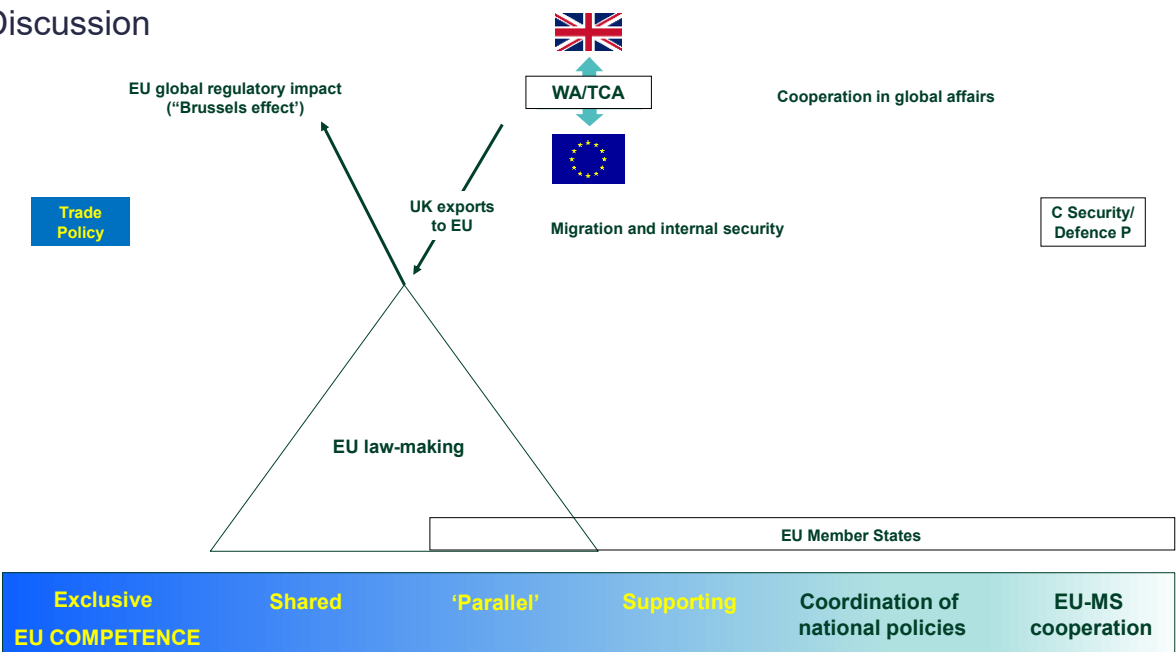 Discussion
EU global regulatory impact
(“Brussels effect’)
WA/TCA
Cooperation in global affairs
Trade
Policy
UK exports
to EU
Migration and internal security
C Security/
Defence P
EU law-making
EU Member States
Exclusive
Shared
‘Parallel’
Supporting
Coordination of
national policies
EU-MS
cooperation
EU COMPETENCE